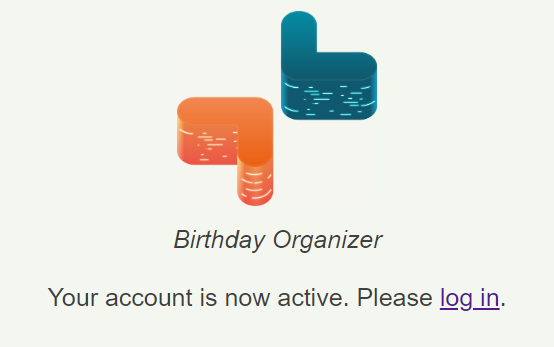 Birthday Organizer
Your account is now active. Please log in.